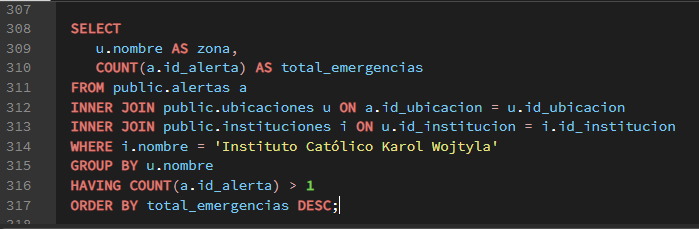 307
308 SELECT
309 u.nombre AS zona,
310 COUNT(a.id_alerta) AS total_emergencias
311 FROM public.alertas a
312 INNER JOIN public.ubicaciones u ON a.id_ubicacion = u.id_ubicacion
313 INNER JOIN public.instituciones i ON u.id_institucion = i.id_institucion
314 WHERE i.nombre = 'Instituto Católico Karol Wojtyla'
315 GROUP BY u.nombre
316 HAVING COUNT(a.id_alerta) > 1
317 ORDER BY total_emergencias DESC;
318